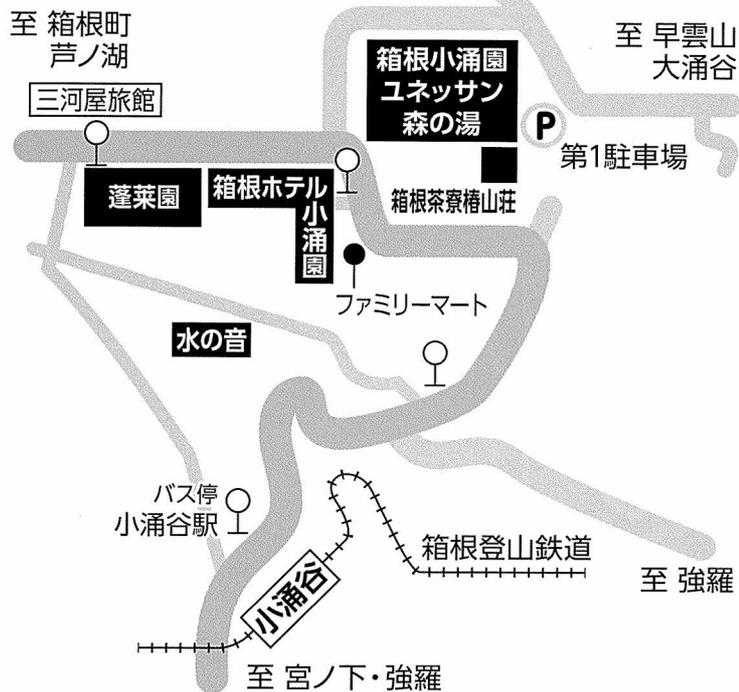 至 箱根町
芦ノ湖
三河屋旅館
箱根小涌園
ユネッサン
森の湯
至 早雲山
大涌谷
P
第1駐車場
蓬莱園
箱根ホテル
小涌園
箱根茶寮椿山荘
ファミリーマート
水の音
バス停
小涌谷駅
箱根登山鉄道
小涌谷
至 強羅
至 宮ノ下・強羅